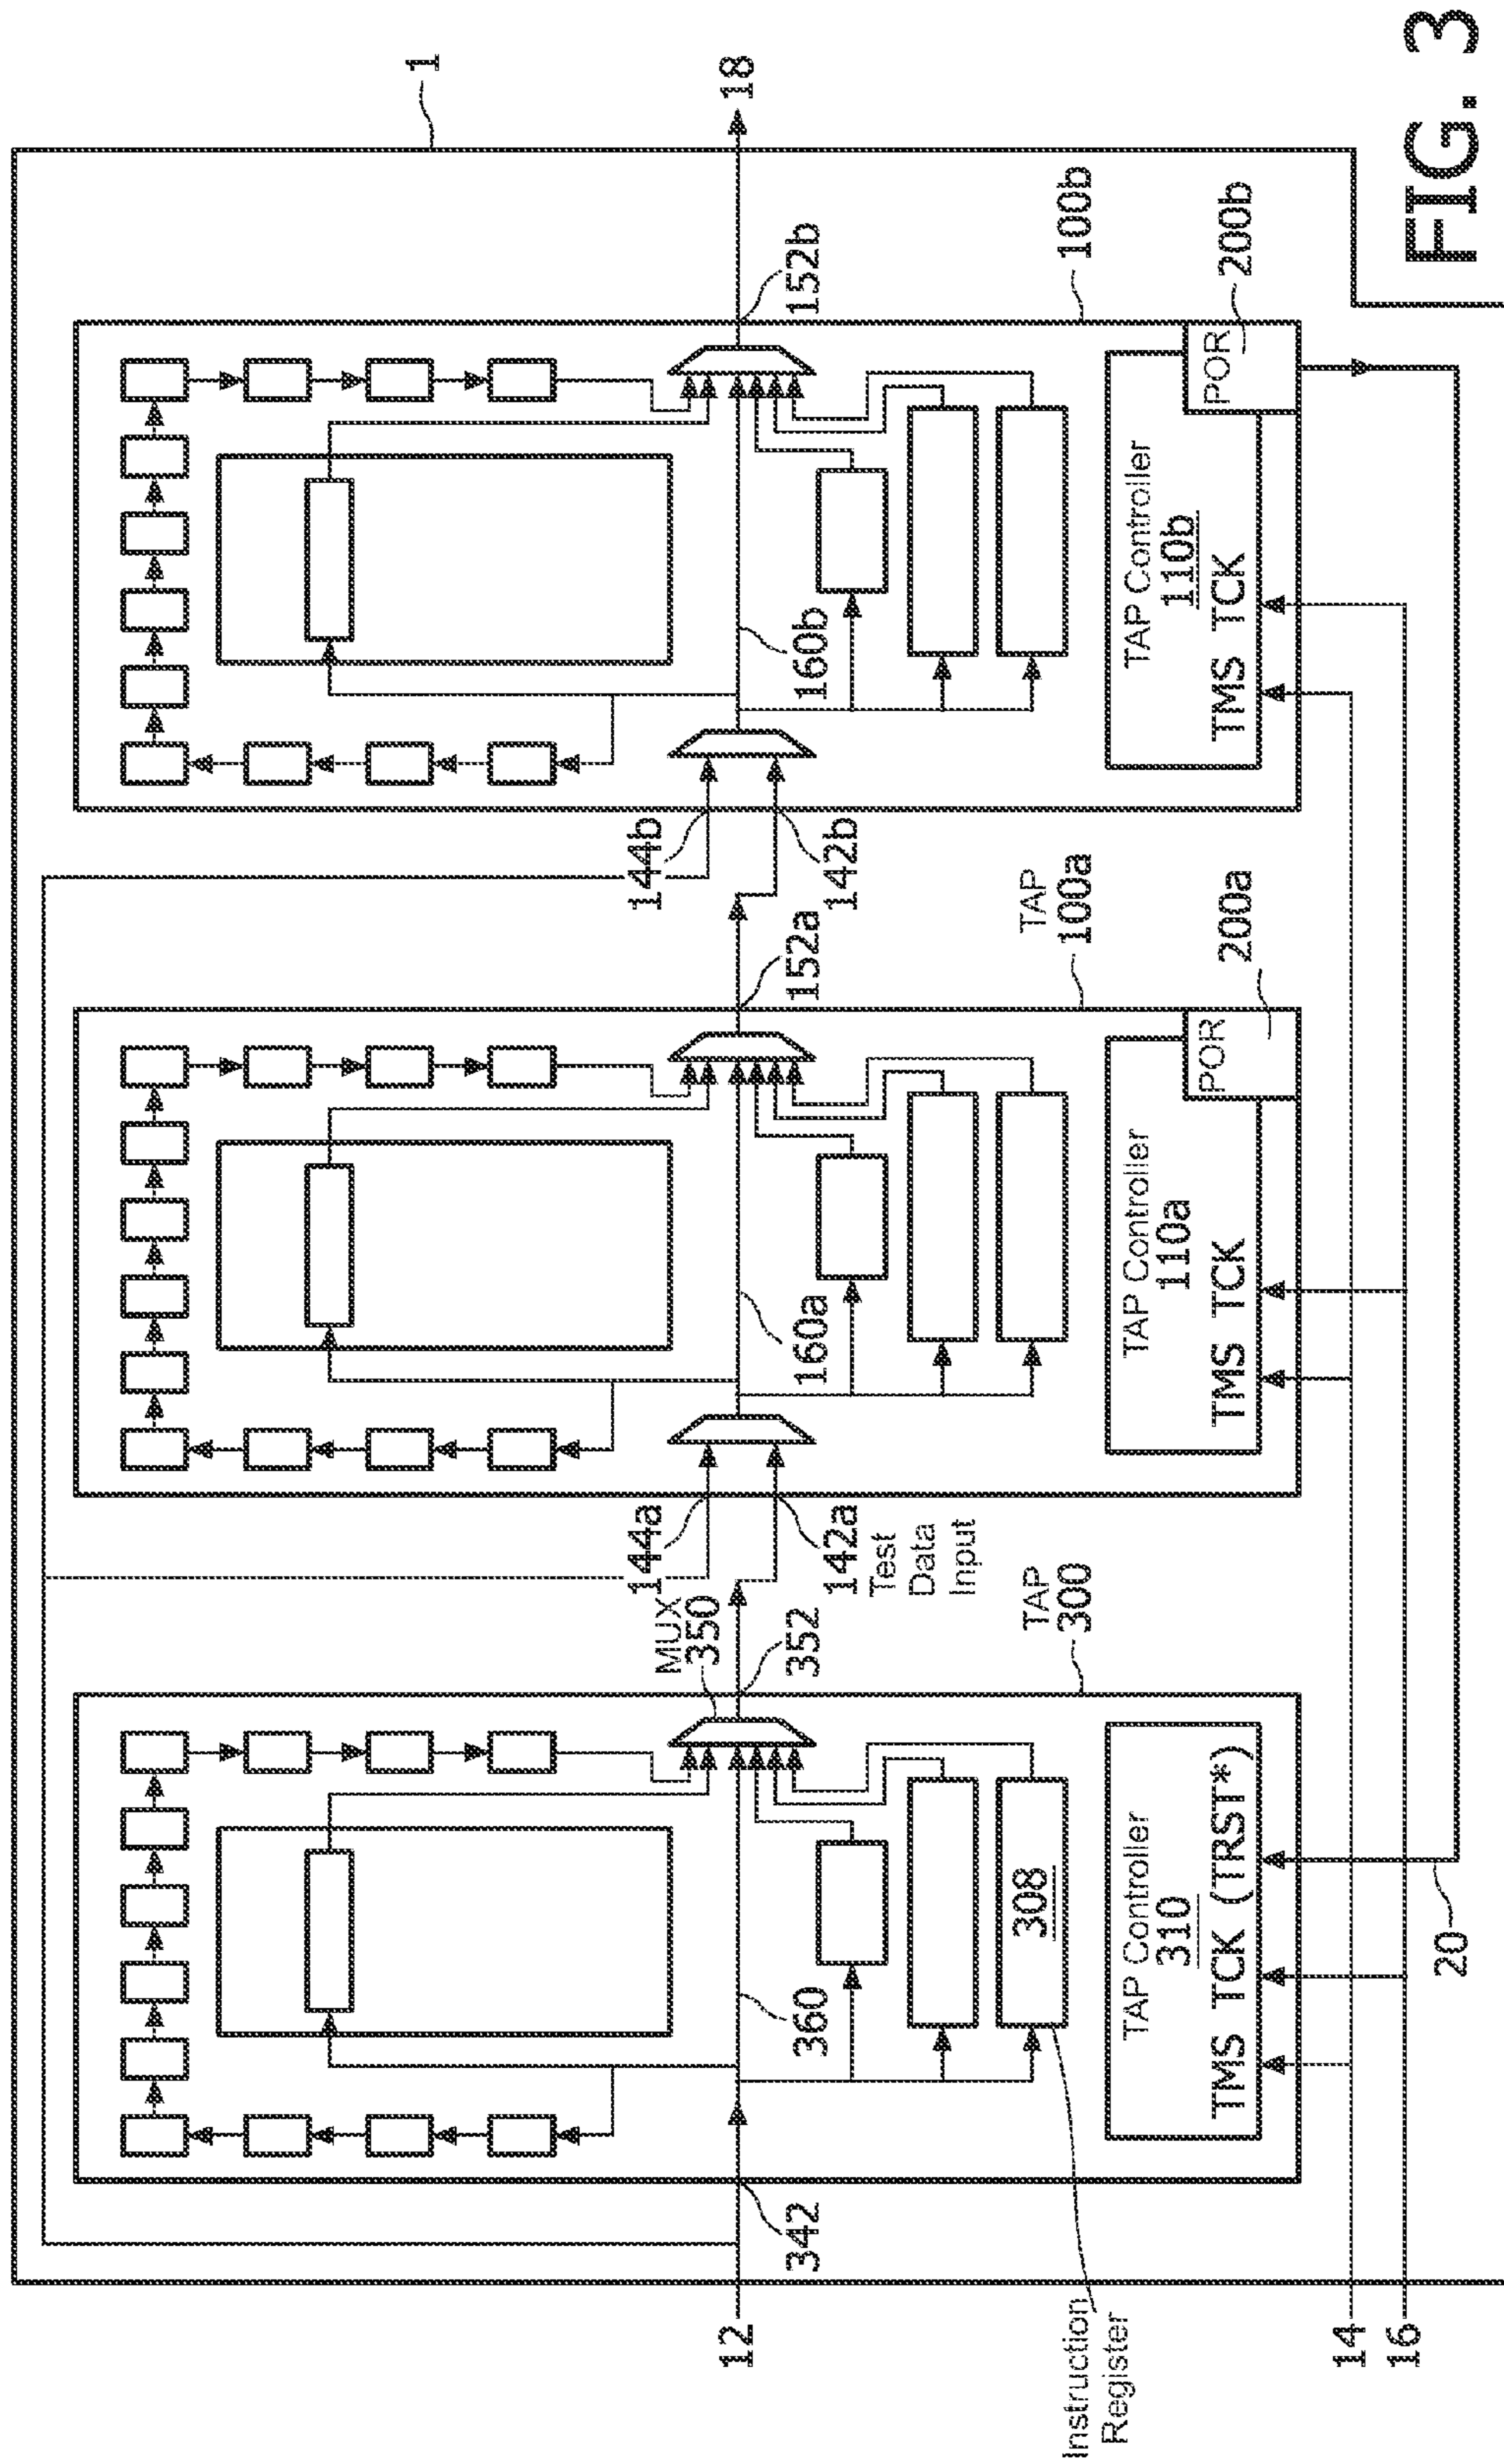 1
18
152b
100b
144b
142b
160b
TAP Controller
110b
TMS TCK
POR
200b
152a
TAP
100a
144a
142a
Test
Data
Input
160a
TAP Controller
110a
TMS TCK
POR
200a
MUX
350
352
TAP
300
342
360
308
TAP Controller
310
TMS TCK (TRST*)
20
12
Instruction
Register
14
16
FIG. 3